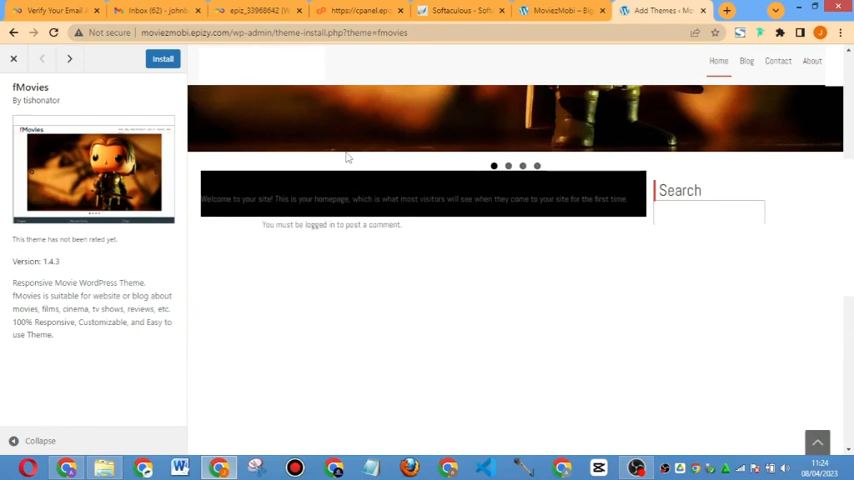 Verify Your Email
Inbox (62) - johnb
epiz_33968642 (W
https://cpanel.epi
Softaculous - Soft
MoviezMobi – Big
Add Themes ‹ Mo
Not secure | moviezmobi.epizy.com/wp-admin/theme-install.php?theme=fmovies
Install
Home Blog Contact About
fMovies
By tishonator
fMovies
This theme has not been rated yet.
Version: 1.4.3
Responsive Movie WordPress Theme.
fMovies is suitable for website or blog about
movies, films, cinema, tv shows, reviews, etc.
100% Responsive, Customizable, and Easy to
use Theme.
Welcome to your site! This is your homepage, which is what most visitors will see when they come to your site for the first time.
Search
You must be logged in to post a comment.
Collapse
11:24
08/04/2023